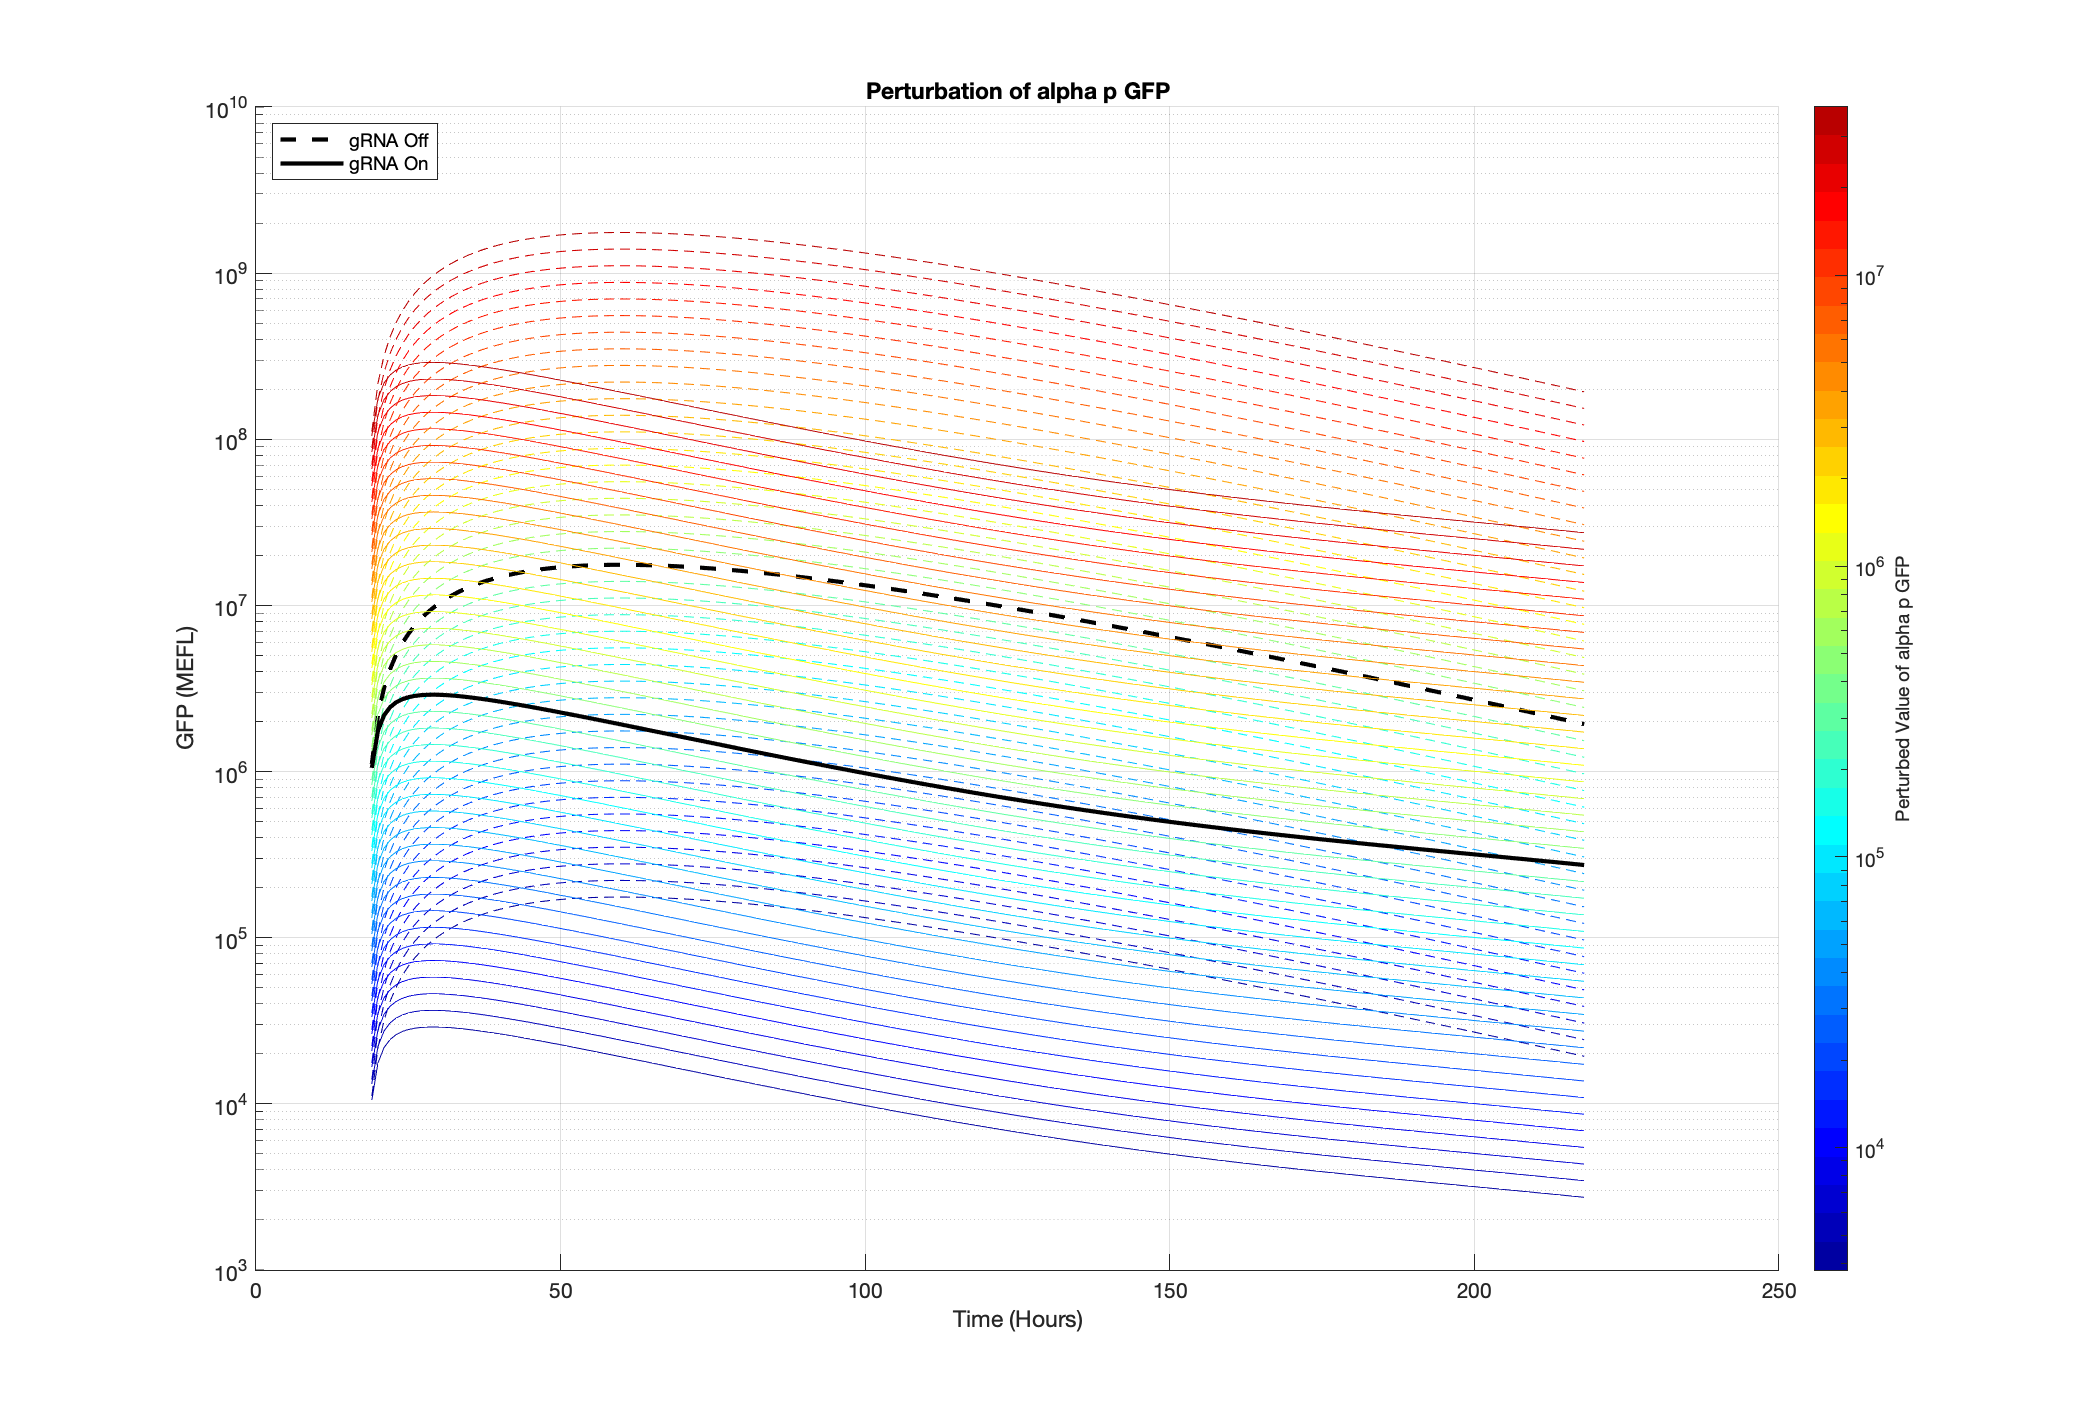 Perturbation of alpha p GFP
gRNA Off
gRNA On
10^10
10^9
10^8
10^7
10^6
10^5
10^4
10^3
GFP (MEFL)
0 50 100 150 200 250
Time (Hours)
10^7
10^6
10^5
10^4
Perturbed Value of alpha p GFP